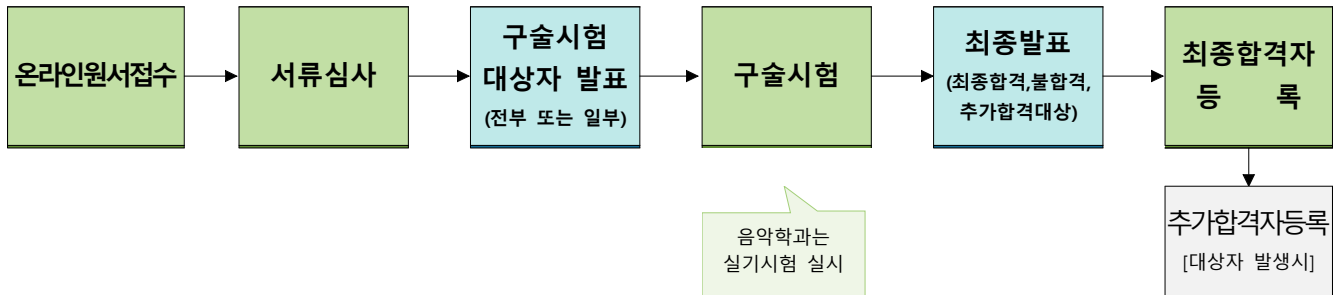 온라인원서접수
서류심사
구술시험
대상자 발표
(전부 또는 일부)
구술시험
최종발표
(최종합격,불합격,
추가합격대상)
최종합격자
등 록
음악학과는
실기시험 실시
추가합격자등록
[대상자 발생시]